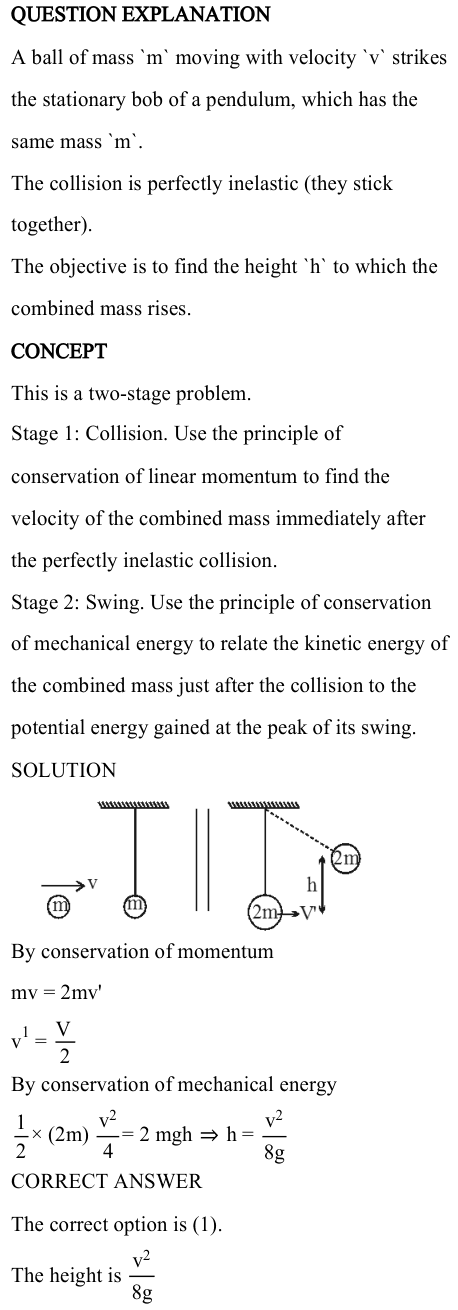 QUESTION EXPLANATION
A ball of mass `m` moving with velocity `v` strikes
the stationary bob of a pendulum, which has the
same mass `m`.
The collision is perfectly inelastic (they stick
together).
The objective is to find the height `h` to which the
combined mass rises.
CONCEPT
This is a two-stage problem.
Stage 1: Collision. Use the principle of
conservation of linear momentum to find the
velocity of the combined mass immediately after
the perfectly inelastic collision.
Stage 2: Swing. Use the principle of conservation
of mechanical energy to relate the kinetic energy of
the combined mass just after the collision to the
potential energy gained at the peak of its swing.
SOLUTION
v
m
m
2m
h
2m
V'
By conservation of momentum
mv = 2mv'
v¹ = V/2
By conservation of mechanical energy
1/2 × (2m) v²/4 = 2 mgh ⇒ h = v²/8g
CORRECT ANSWER
The correct option is (1).
The height is v²/8g